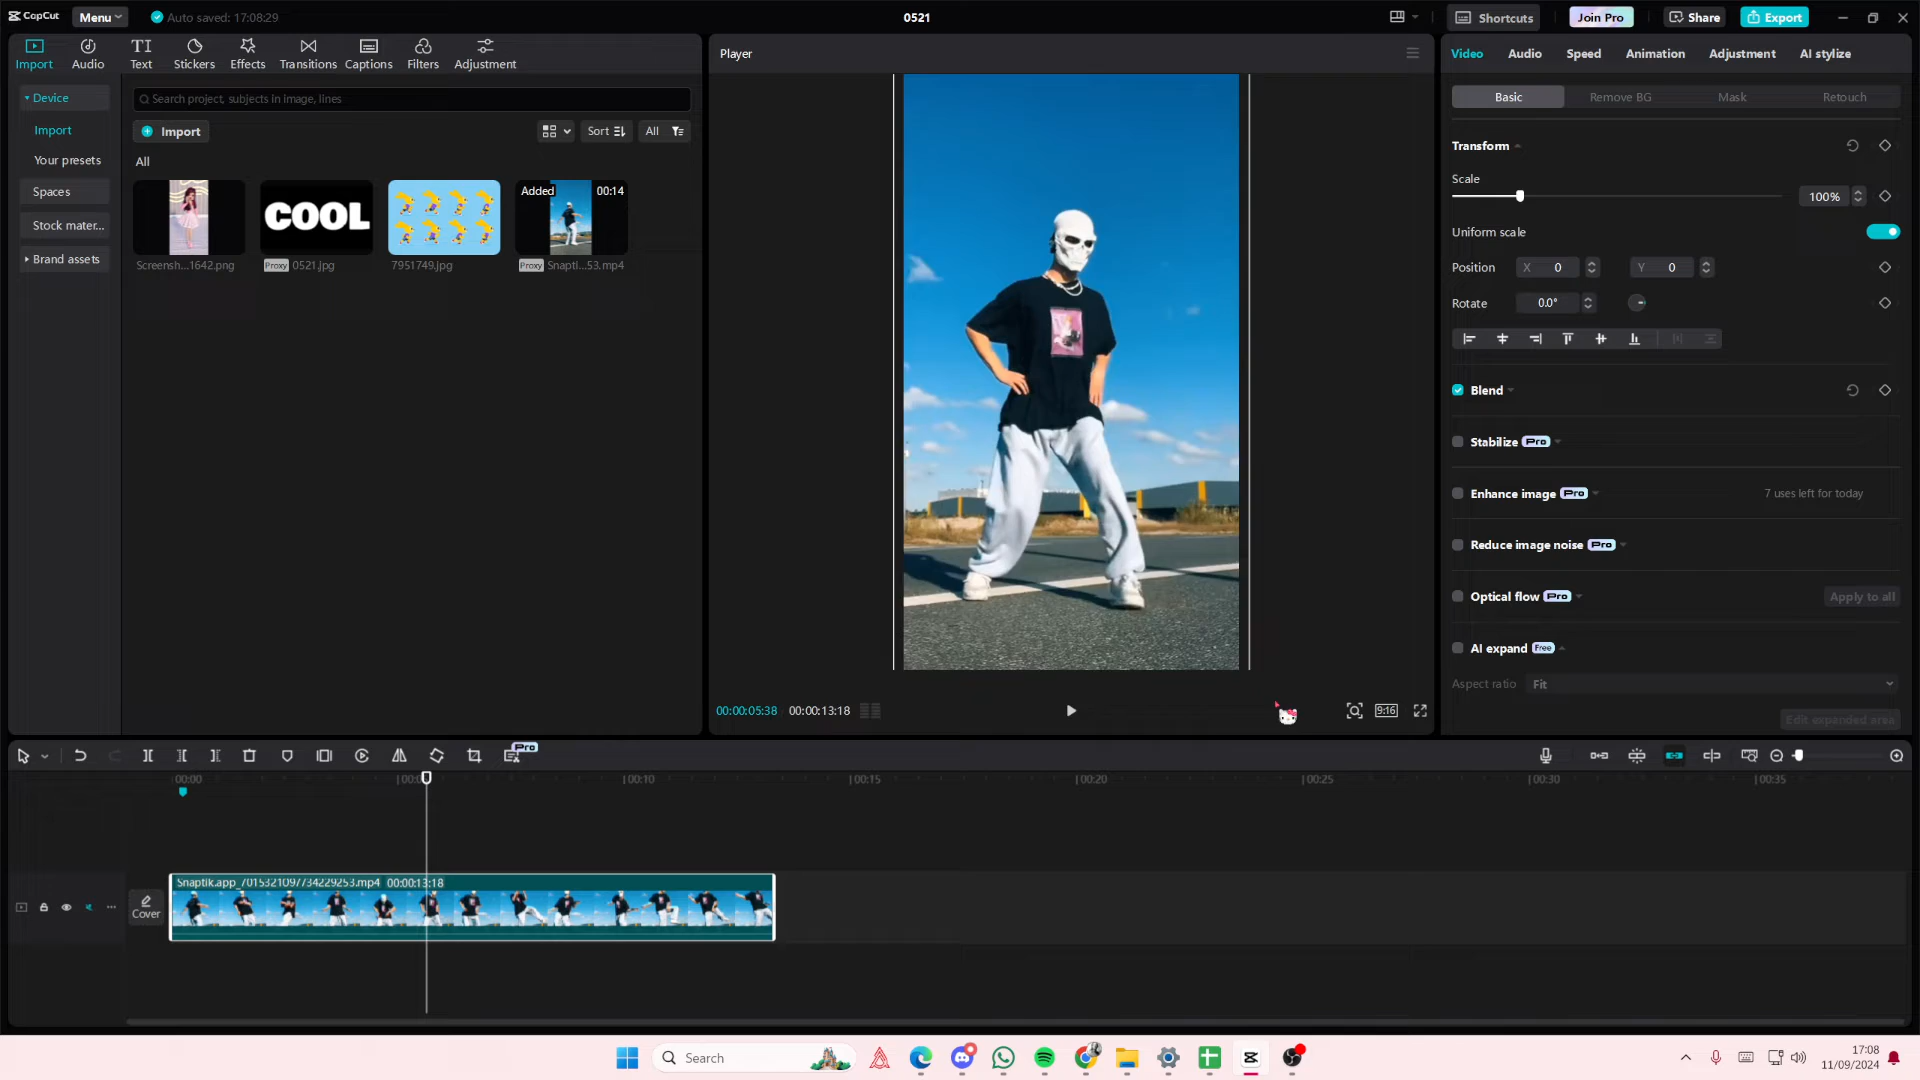 CapCut
Menu
Auto saved: 17:08:29
0521
Shortcuts
Join Pro
Share
Export
Import
Audio
Text
Stickers
Effects
Transitions
Captions
Filters
Adjustment
Player
Video
Audio
Speed
Animation
Adjustment
AI stylize
Device
Import
Your presets
Spaces
Stock mater...
Brand assets
Search project, subjects in image, lines
Import
Sort
All
All
Added
00:14
COOL
Screensh...1642.png
Proxy 0521.jpg
7951749.jpg
Proxy Snapti...53.mp4
Basic
Remove BG
Mask
Retouch
Transform
Scale
100%
Uniform scale
Position
X 0
Y 0
Rotate
0.0°
Blend
Stabilize Pro
Enhance image Pro
7 uses left for today
Reduce image noise Pro
Optical flow Pro
Apply to all
AI expand Free
Aspect ratio
Fit
Edit expanded area
00:00:05:38
00:00:13:18
9:16
Pro
00:00
00:10
00:15
00:20
00:25
00:30
00:35
Cover
Snaptik.app_7015321097734229253.mp4 00:00:13:18
Search
17:08
11/09/2024